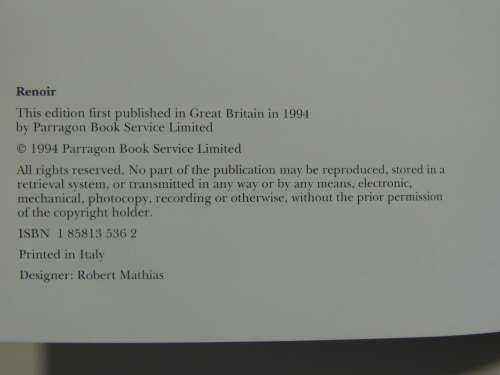 Renoir
This edition first published in Great Britain in 1994
by Parragon Book Service Limited
© 1994 Parragon Book Service Limited
All rights reserved. No part of the publication may be reproduced, stored in a
retrieval system, or transmitted in any way or by any means, electronic,
mechanical, photocopy, recording or otherwise, without the prior permission
of the copyright holder.
ISBN 1 85813 536 2
Printed in Italy
Designer: Robert Mathias